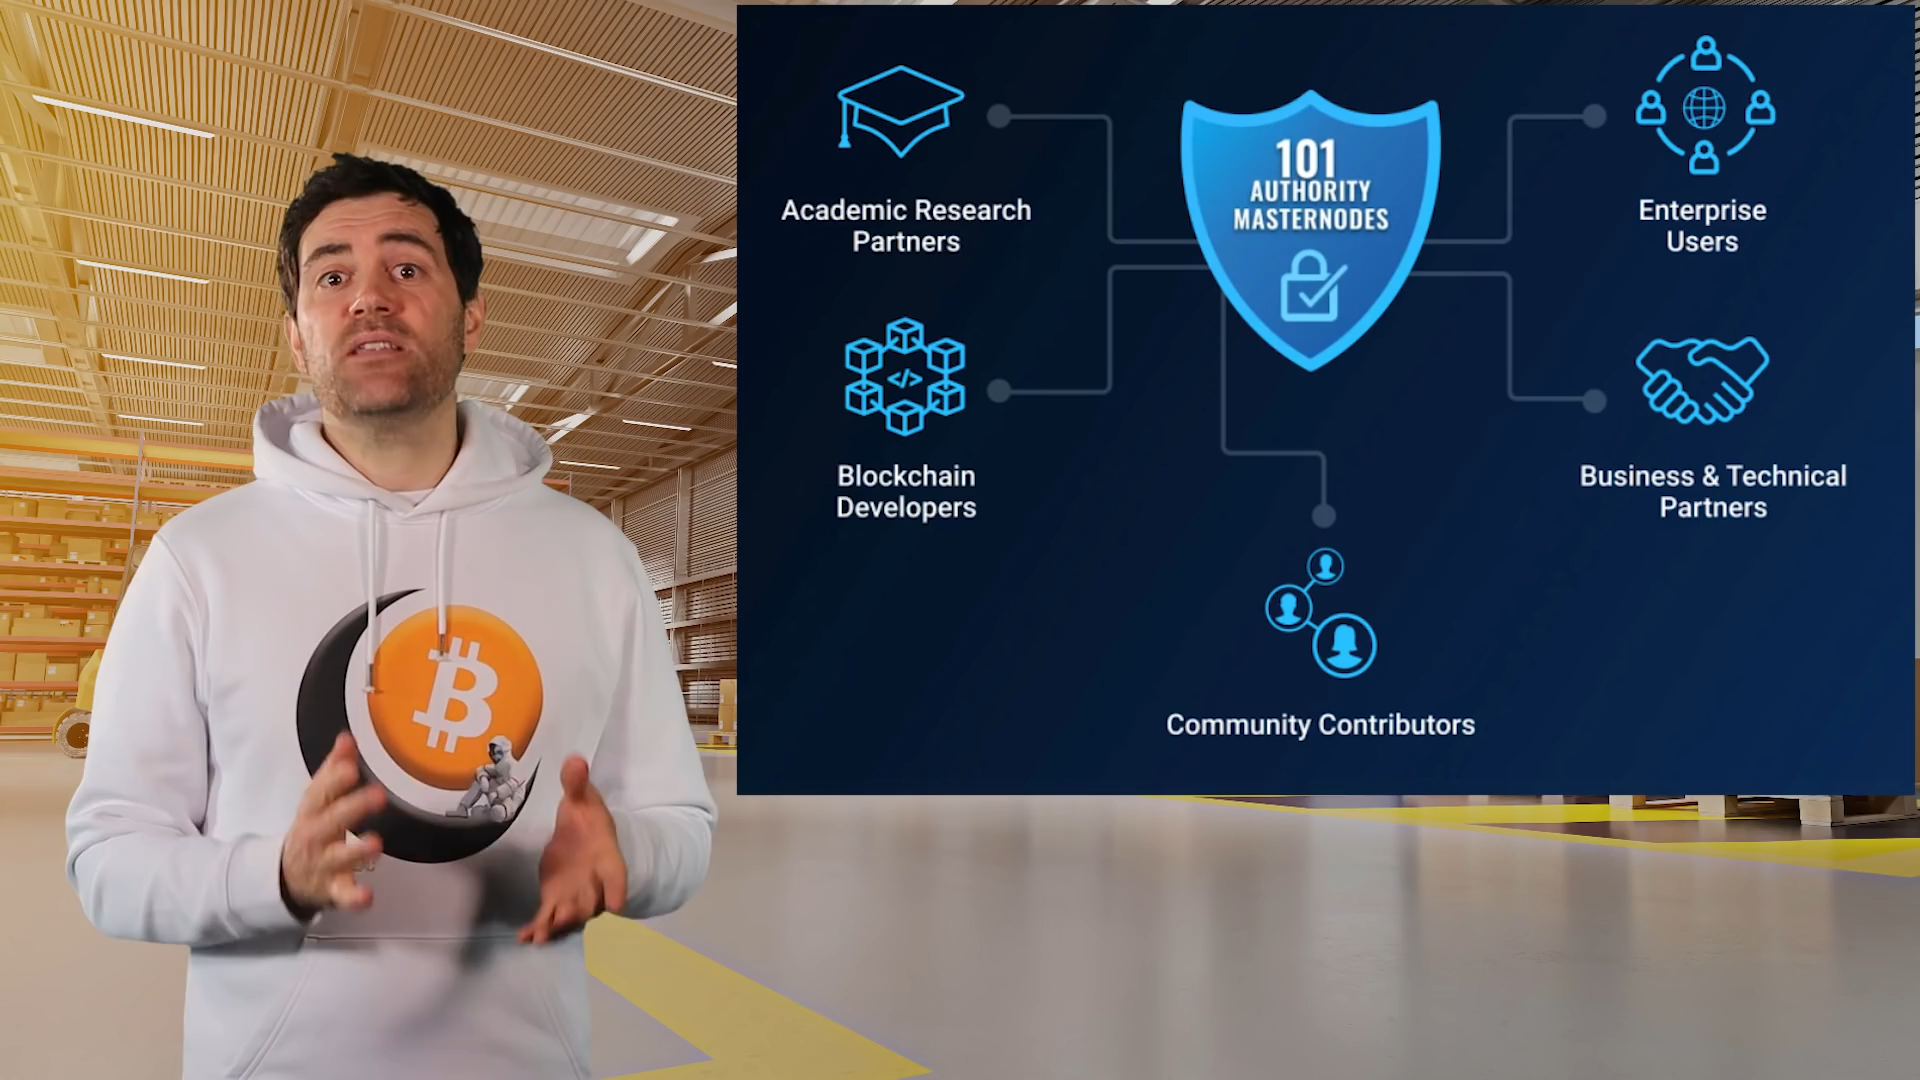 101
AUTHORITY
MASTERNODES
Academic Research
Partners
Enterprise
Users
Blockchain
Developers
Business & Technical
Partners
Community Contributors